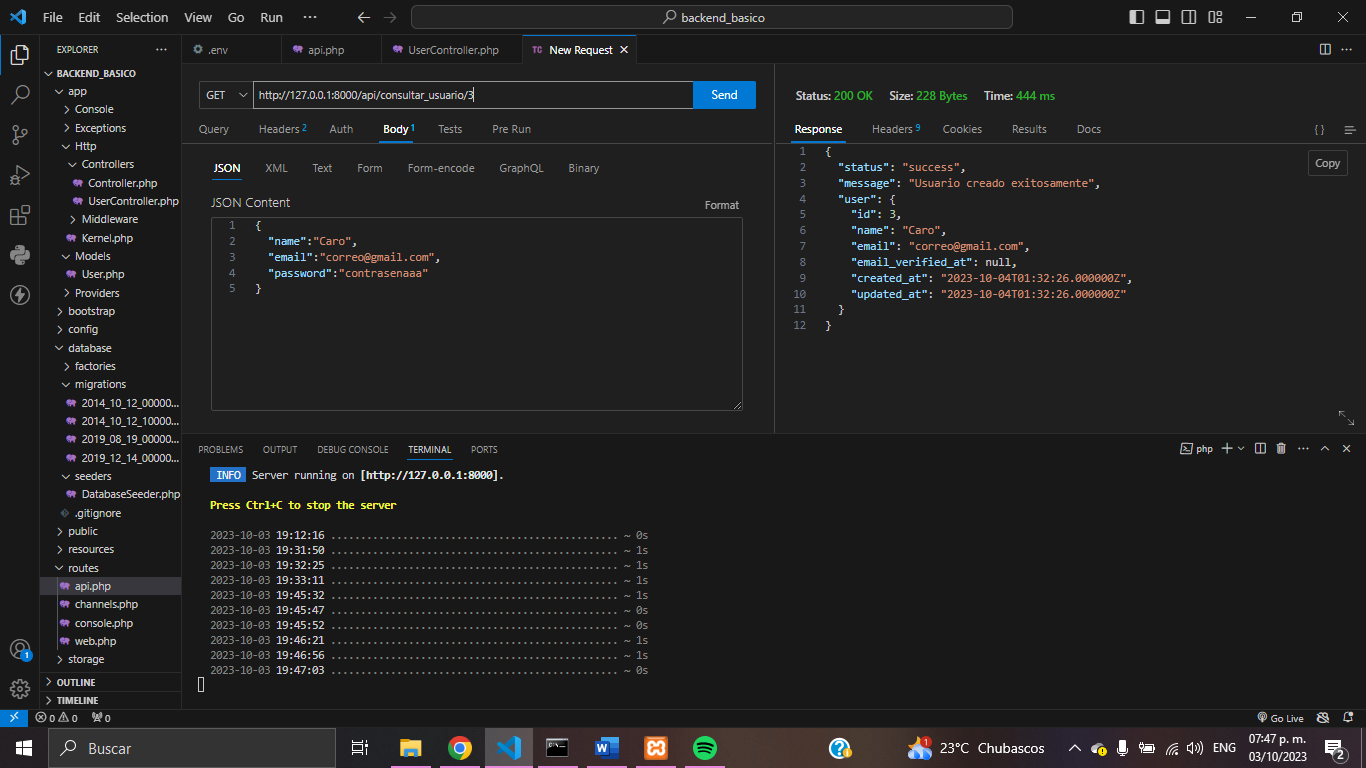 File Edit Selection View Go Run ··· backend_basico
EXPLORER ···
BACKEND_BASICO
app
Console
Exceptions
Http
Controllers
Controller.php
UserController.php
Middleware
Kernel.php
Models
User.php
Providers
bootstrap
config
database
factories
migrations
2014_10_12_00000...
2014_10_12_10000...
2019_08_19_00000...
2019_12_14_00000...
seeders
DatabaseSeeder.php
.gitignore
public
resources
routes
api.php
channels.php
console.php
web.php
storage
OUTLINE
TIMELINE
.env api.php UserController.php TC New Request
GET http://127.0.0.1:8000/api/consultar_usuario/3 Send
Query Headers 2 Auth Body 1 Tests Pre Run
JSON XML Text Form Form-encode GraphQL Binary
JSON Content Format
1 {
2 "name":"Caro",
3 "email":"correo@gmail.com",
4 "password":"contrasenaaa"
5 }
Status: 200 OK Size: 228 Bytes Time: 444 ms
Response Headers 9 Cookies Results Docs { }
Copy
1 {
2 "status": "success",
3 "message": "Usuario creado exitosamente",
4 "user": {
5 "id": 3,
6 "name": "Caro",
7 "email": "correo@gmail.com",
8 "email_verified_at": null,
9 "created_at": "2023-10-04T01:32:26.000000Z",
10 "updated_at": "2023-10-04T01:32:26.000000Z"
11 }
12 }
PROBLEMS OUTPUT DEBUG CONSOLE TERMINAL PORTS php
INFO Server running on [http://127.0.0.1:8000].
Press Ctrl+C to stop the server
2023-10-03 19:12:16 ................................................ ~ 0s
2023-10-03 19:31:50 ................................................ ~ 1s
2023-10-03 19:32:25 ................................................ ~ 1s
2023-10-03 19:33:11 ................................................ ~ 1s
2023-10-03 19:45:32 ................................................ ~ 1s
2023-10-03 19:45:47 ................................................ ~ 0s
2023-10-03 19:45:52 ................................................ ~ 0s
2023-10-03 19:46:21 ................................................ ~ 1s
2023-10-03 19:46:56 ................................................ ~ 1s
2023-10-03 19:47:03 ................................................ ~ 0s
1
0 0 0 Go Live
Buscar 1 23°C Chubascos ENG 07:47 p. m.
03/10/2023 2